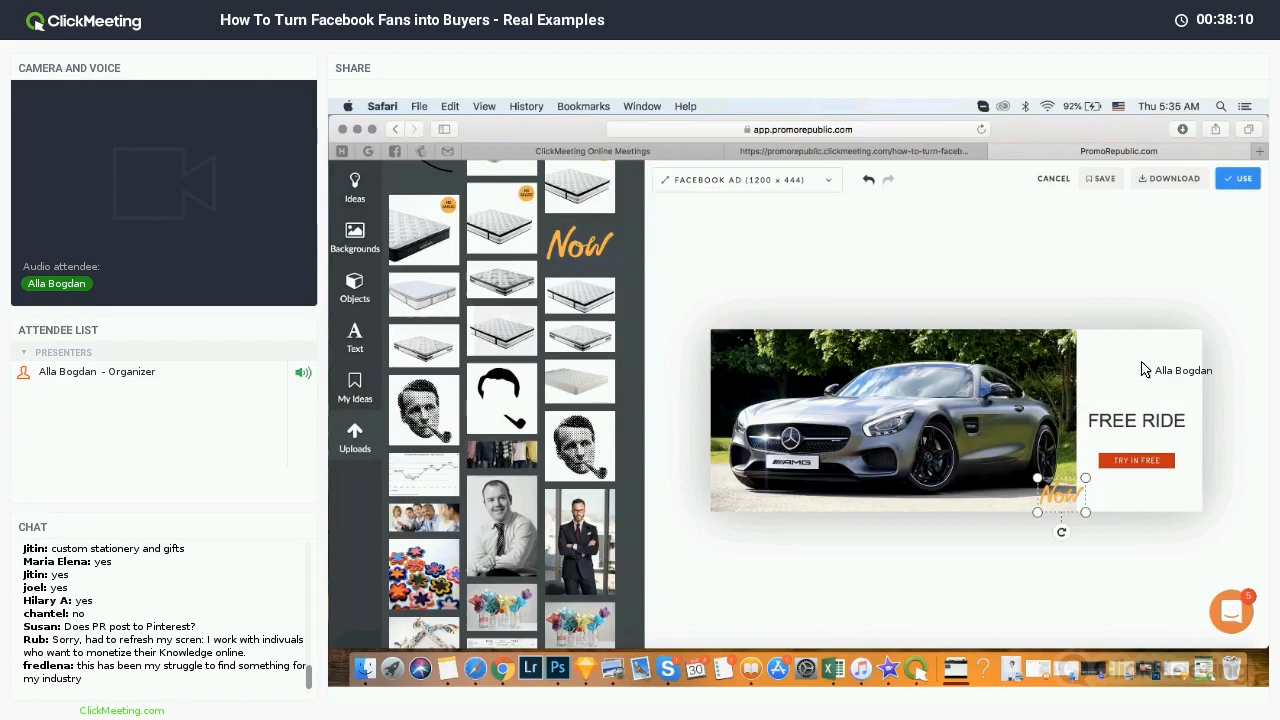 ClickMeeting
How To Turn Facebook Fans into Buyers - Real Examples
00:38:10
CAMERA AND VOICE
Audio attendee:
Alla Bogdan
ATTENDEE LIST
PRESENTERS
Alla Bogdan - Organizer
CHAT
Jitin: custom stationery and gifts
Maria Elena: yes
Jitin: yes
joel: yes
Hilary A: yes
chantel: no
Susan: Does PR post to Pinterest?
Rub: Sorry, had to refresh my scren: I work with indivuals
who want to monetize their Knowledge online.
fredlena: this has been my struggle to find something for
my industry
ClickMeeting.com
SHARE
Safari File Edit View History Bookmarks Window Help
92% Thu 5:35 AM
app.promorepublic.com
ClickMeeting Online Meetings
https://promorepublic.clickmeeting.com/how-to-turn-faceb...
PromoRepublic
Ideas
Backgrounds
Objects
Text
My Ideas
Uploads
Now
FACEBOOK AD (1200 × 444)
CANCEL
SAVE
DOWNLOAD
USE
Alla Bogdan
FREE RIDE
TRY IN FREE
AMG
Now
5
Lr
Ps
30